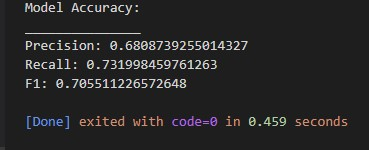 Model Accuracy:
_______________
Precision: 0.6808739255014327
Recall: 0.731998459761263
F1: 0.705511226572648
[Done] exited with code=0 in 0.459 seconds